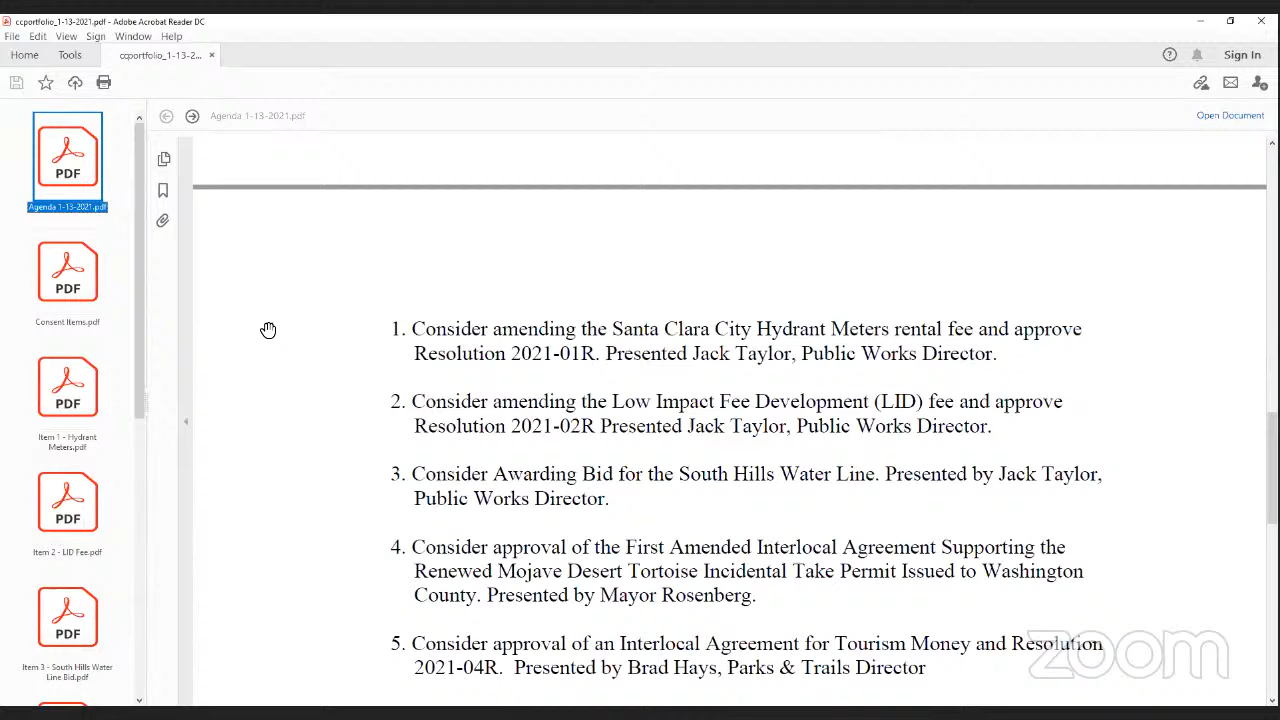 ccportfolio_1-13-2021.pdf - Adobe Acrobat Reader DC
File Edit View Sign Window Help
Home Tools ccportfolio_1-13-2... × Sign In
Agenda 1-13-2021.pdf Open Document
PDF
Agenda 1-13-2021.pdf
PDF
Consent Items.pdf
PDF
Item 1 - Hydrant
Meters.pdf
PDF
Item 2 - LID Fee.pdf
PDF
Item 3 - South Hills Water
Line Bid.pdf
1. Consider amending the Santa Clara City Hydrant Meters rental fee and approve
Resolution 2021-01R. Presented Jack Taylor, Public Works Director.
2. Consider amending the Low Impact Fee Development (LID) fee and approve
Resolution 2021-02R Presented Jack Taylor, Public Works Director.
3. Consider Awarding Bid for the South Hills Water Line. Presented by Jack Taylor,
Public Works Director.
4. Consider approval of the First Amended Interlocal Agreement Supporting the
Renewed Mojave Desert Tortoise Incidental Take Permit Issued to Washington
County. Presented by Mayor Rosenberg.
5. Consider approval of an Interlocal Agreement for Tourism Money and Resolution
2021-04R.  Presented by Brad Hays, Parks & Trails Director
zoom